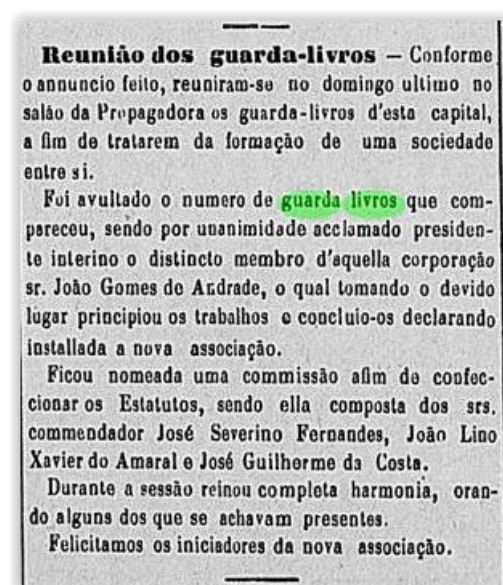 Reunião dos guarda-livros — Conforme
o annuncio feito, reuniram-se no domingo ultimo no
salão da Propagadora os guarda-livros d'esta capital,
a fim de tratarem da formação de uma sociedade
entre si.
Foi avultado o numero de guarda livros que com-
pareceu, sendo por unanimidade acclamado presiden-
te interino o distincto membro d'aquella corporação
sr. João Gomes de Andrade, o qual tomando o devido
lugar principiou os trabalhos e concluio-os declarando
installada a nova associação.
Ficou nomeada uma commissão afim de confec-
cionar os Estatutos, sendo ella composta dos srs.
commendador José Severino Fernandes, João Lino
Xavier do Amaral e José Guilherme da Costa.
Durante a sessão reinou completa harmonia, oran-
do alguns dos que se achavam presentes.
Felicitamos os iniciadores da nova associação.